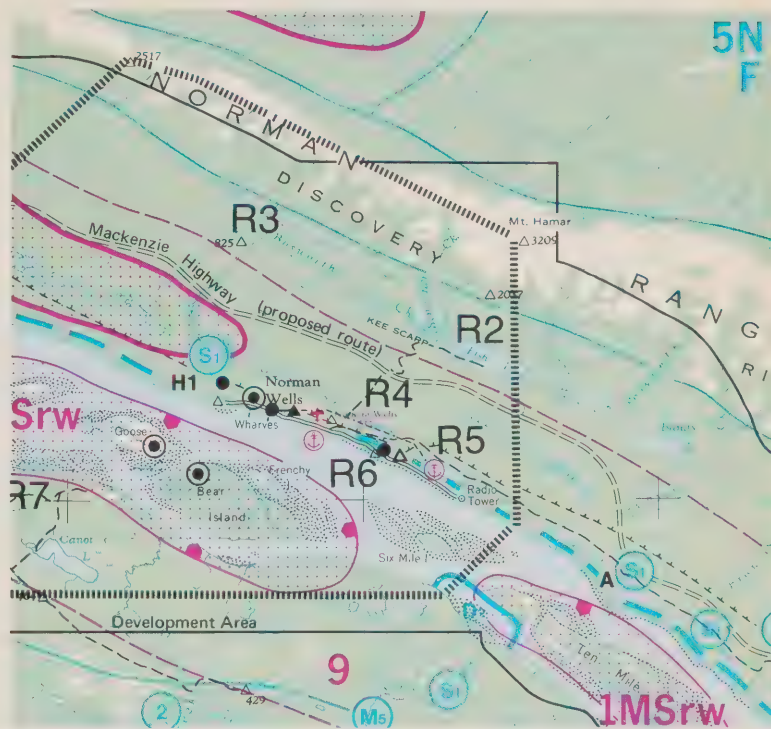 5N
F
2517
NORMAN
DISCOVERY
Mt. Hamar
3209
RANG
R3
825
Mackenzie
Highway
(proposed route)
KEE SCARP
R2
S1
H1
Norman
Wells
Wharves
R4
R5
R6
Srw
Goose
Bear
Island
Frenchy
Radio
Tower
R7
Canol
Six Mile I
A
S1
D2
Development Area
Ten Mile
9
429
2
M5
S1
1MSrw